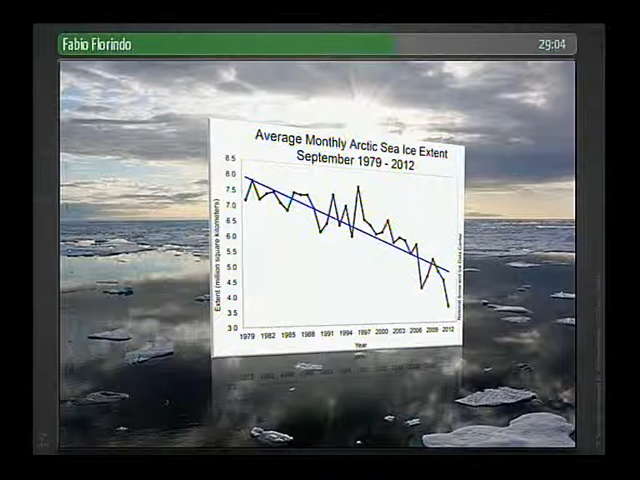 Fabio Florindo
29:04
Average Monthly Arctic Sea Ice Extent
September 1979 - 2012
Extent (million square kilometers)
8.5
8.0
7.5
7.0
6.5
6.0
5.5
5.0
4.5
4.0
3.5
3.0
1979 1982 1985 1988 1991 1994 1997 2000 2003 2006 2009 2012
Year
National Snow and Ice Data Center